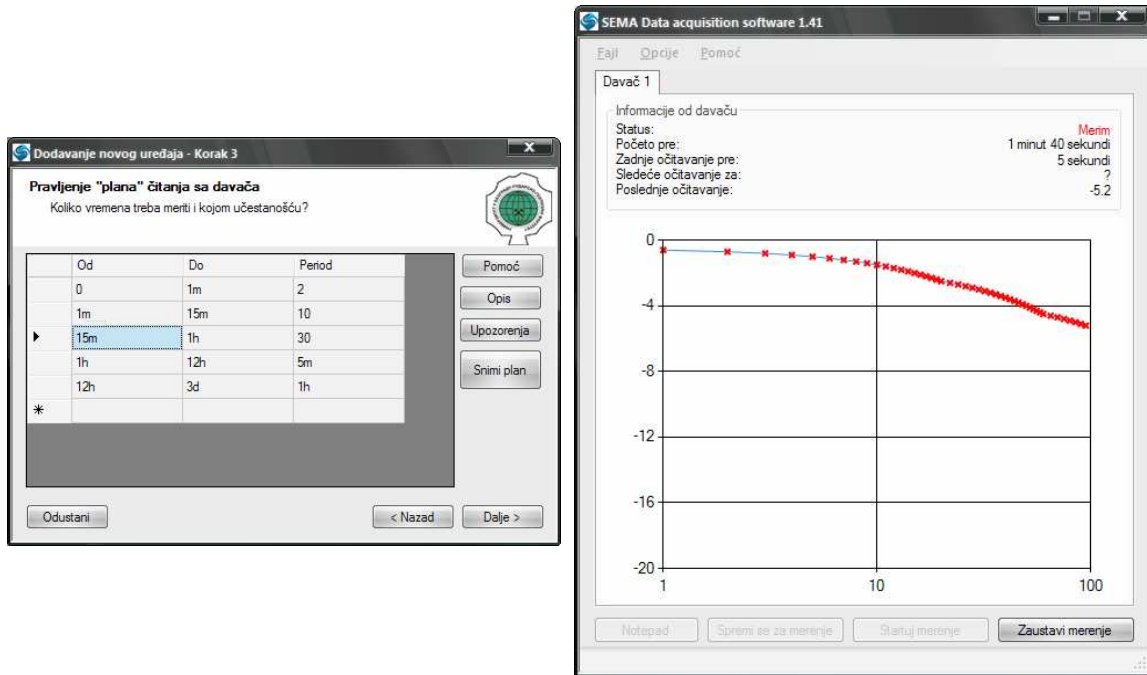 Dodavanje novog uređaja - Korak 3
Pravljenje "plana" čitanja sa davača
Koliko vremena treba meriti i kojom učestanošću?
Od Do Period
0 1m 2
1m 15m 10
15m 1h 30
1h 12h 5m
12h 3d 1h
Pomoć
Opis
Upozorenja
Snimi plan
Odustani
< Nazad
Dalje >
SEMA Data acquisition software 1.41
Fajl Opcije Pomoć
Davač 1
Informacije od davaču
Status: Merim
Početo pre: 1 minut 40 sekundi
Zadnje očitavanje pre: 5 sekundi
Sledeće očitavanje za: ?
Poslednje očitavanje: -5.2
0
-4
-8
-12
-16
-20
1 10 100
Notepad
Spremi se za merenje
Startuj merenje
Zaustavi merenje